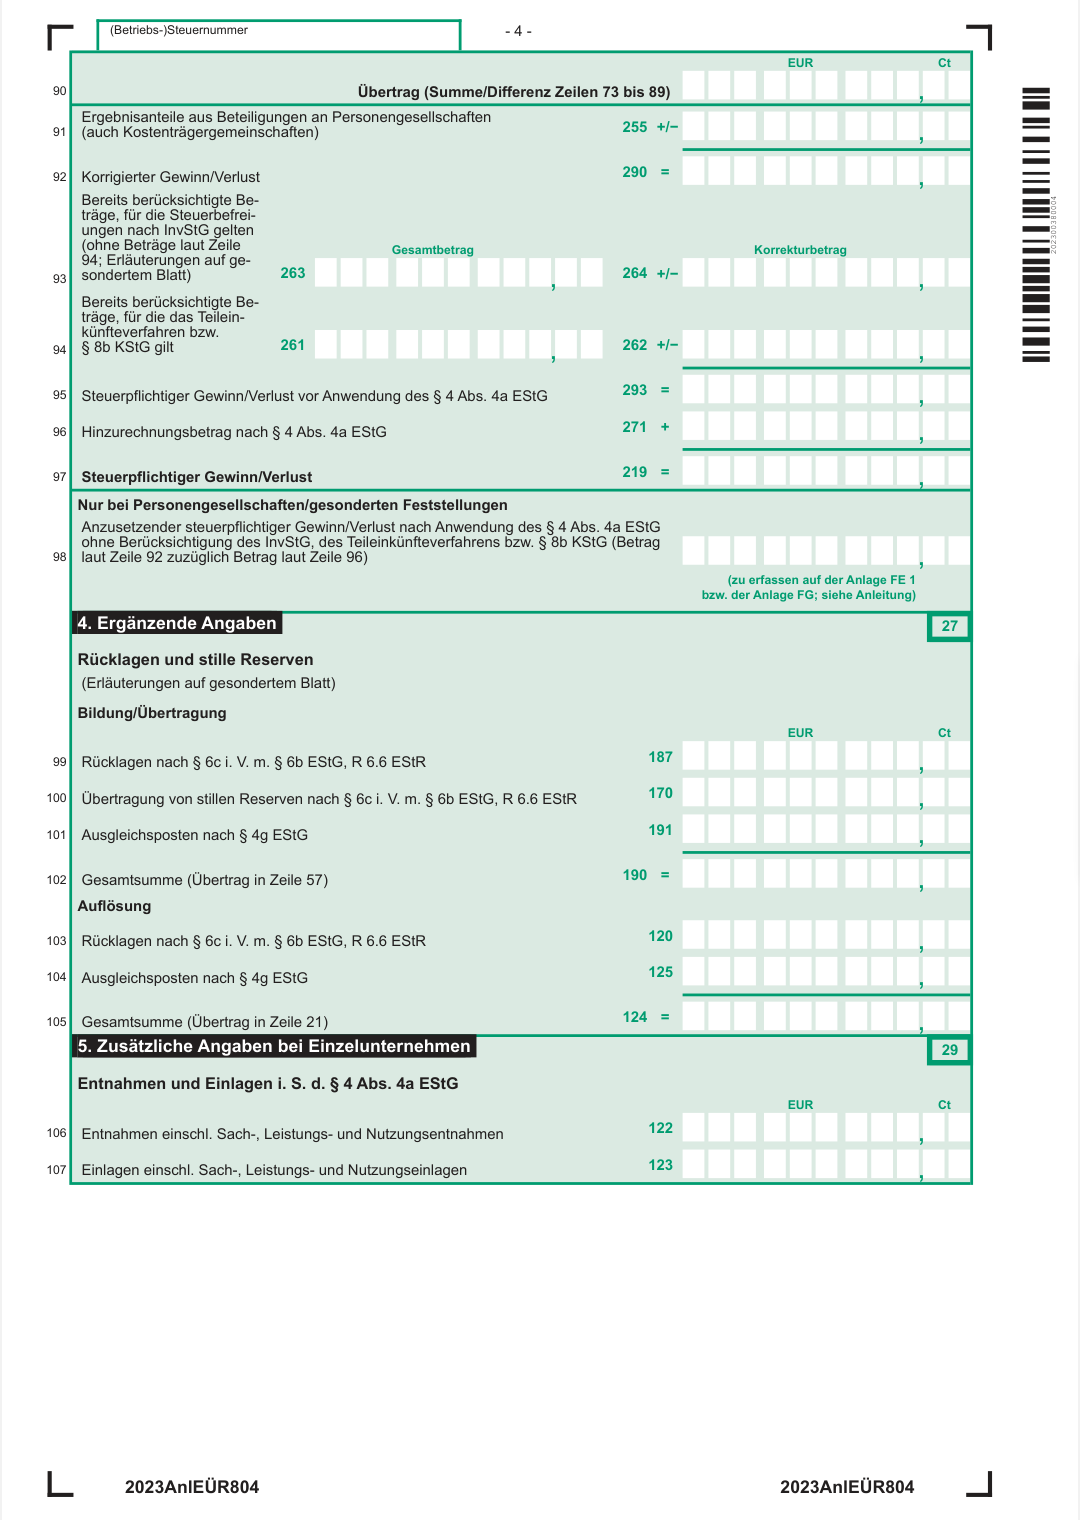 (Betriebs-)Steuernummer
- 4 -
EUR Ct
90 Übertrag (Summe/Differenz Zeilen 73 bis 89) ,
91 Ergebnisanteile aus Beteiligungen an Personengesellschaften
(auch Kostenträgergemeinschaften) 255 +/− ,
92 Korrigierter Gewinn/Verlust 290 = ,
Bereits berücksichtigte Be-
träge, für die Steuerbefrei-
ungen nach InvStG gelten
(ohne Beträge laut Zeile
94; Erläuterungen auf ge-
sondertem Blatt)
Gesamtbetrag Korrekturbetrag
93 263 , 264 +/− ,
Bereits berücksichtigte Be-
träge, für die das Teilein-
künfteverfahren bzw.
§ 8b KStG gilt
94 261 , 262 +/− ,
95 Steuerpflichtiger Gewinn/Verlust vor Anwendung des § 4 Abs. 4a EStG 293 = ,
96 Hinzurechnungsbetrag nach § 4 Abs. 4a EStG 271 + ,
97 Steuerpflichtiger Gewinn/Verlust 219 = ,
Nur bei Personengesellschaften/gesonderten Feststellungen
Anzusetzender steuerpflichtiger Gewinn/Verlust nach Anwendung des § 4 Abs. 4a EStG
ohne Berücksichtigung des InvStG, des Teileinkünfteverfahrens bzw. § 8b KStG (Betrag
98 laut Zeile 92 zuzüglich Betrag laut Zeile 96) ,
(zu erfassen auf der Anlage FE 1
bzw. der Anlage FG; siehe Anleitung)
4. Ergänzende Angaben 27
Rücklagen und stille Reserven
(Erläuterungen auf gesondertem Blatt)
Bildung/Übertragung
EUR Ct
99 Rücklagen nach § 6c i. V. m. § 6b EStG, R 6.6 EStR 187 ,
100 Übertragung von stillen Reserven nach § 6c i. V. m. § 6b EStG, R 6.6 EStR 170 ,
101 Ausgleichsposten nach § 4g EStG 191 ,
102 Gesamtsumme (Übertrag in Zeile 57) 190 = ,
Auflösung
103 Rücklagen nach § 6c i. V. m. § 6b EStG, R 6.6 EStR 120 ,
104 Ausgleichsposten nach § 4g EStG 125 ,
105 Gesamtsumme (Übertrag in Zeile 21) 124 = ,
5. Zusätzliche Angaben bei Einzelunternehmen 29
Entnahmen und Einlagen i. S. d. § 4 Abs. 4a EStG
EUR Ct
106 Entnahmen einschl. Sach-, Leistungs- und Nutzungsentnahmen 122 ,
107 Einlagen einschl. Sach-, Leistungs- und Nutzungseinlagen 123 ,
202300380004
2023AnlEÜR804 2023AnlEÜR804